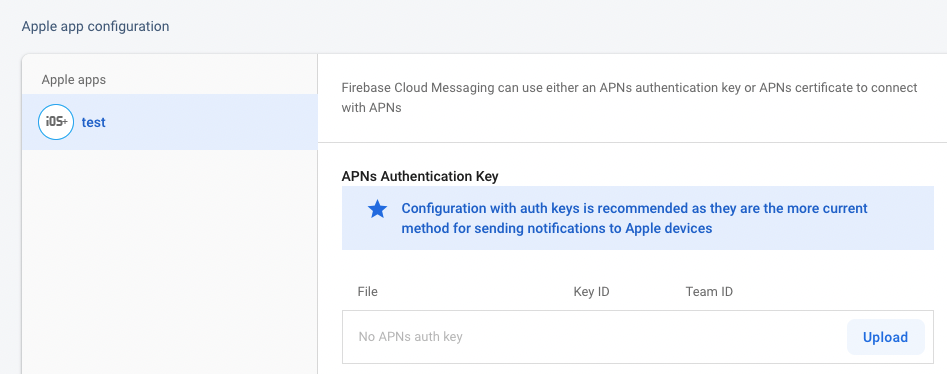 Apple app configuration
Apple apps
iOS+
test
Firebase Cloud Messaging can use either an APNs authentication key or APNs certificate to connect
with APNs
APNs Authentication Key
Configuration with auth keys is recommended as they are the more current
method for sending notifications to Apple devices
File Key ID Team ID
No APNs auth key Upload